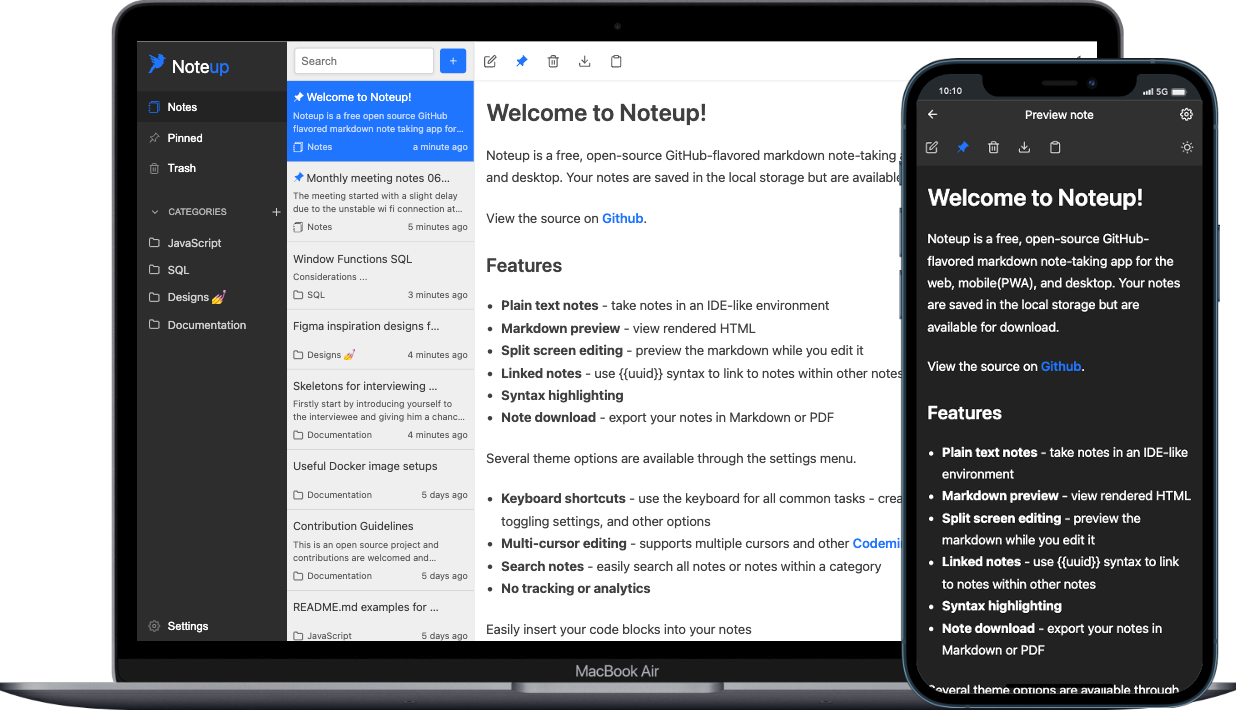 Noteup
Notes
Pinned
Trash
CATEGORIES
JavaScript
SQL
Designs 💅
Documentation
Settings
Search
+
Welcome to Noteup!
Noteup is a free open source GitHub
flavored markdown note taking app for...
Notes a minute ago
Monthly meeting notes 06...
The meeting started with a slight delay
due to the unstable wi fi connection at...
Notes 5 minutes ago
Window Functions SQL
Considerations ...
SQL 3 minutes ago
Figma inspiration designs f...
Designs 💅 4 minutes ago
Skeletons for interviewing ...
Firstly start by introducing yourself to
the interviewee and giving him a chanc...
Documentation 4 minutes ago
Useful Docker image setups
Documentation 5 days ago
Contribution Guidelines
This is an open source project and
contributions are welcomed and...
Documentation 5 days ago
README.md examples for ...
JavaScript 5 days ago
Welcome to Noteup!
Noteup is a free, open-source GitHub-flavored markdown note-taking
and desktop. Your notes are saved in the local storage but are available
View the source on Github.
Features
• Plain text notes - take notes in an IDE-like environment
• Markdown preview - view rendered HTML
• Split screen editing - preview the markdown while you edit it
• Linked notes - use {{uuid}} syntax to link to notes within other notes
• Syntax highlighting
• Note download - export your notes in Markdown or PDF
Several theme options are available through the settings menu.
• Keyboard shortcuts - use the keyboard for all common tasks -
toggling settings, and other options
• Multi-cursor editing - supports multiple cursors and other
• Search notes - easily search all notes or notes within a category
• No tracking or analytics
Easily insert your code blocks into your notes
MacBook Air
10:10 5G
Preview note
Welcome to Noteup!
Noteup is a free, open-source GitHub-
flavored markdown note-taking app for the
web, mobile(PWA), and desktop. Your notes
are saved in the local storage but are
available for download.
View the source on Github.
Features
• Plain text notes - take notes in an IDE-like
environment
• Markdown preview - view rendered HTML
• Split screen editing - preview the
markdown while you edit it
• Linked notes - use {{uuid}} syntax to link
to notes within other notes
• Syntax highlighting
• Note download - export your notes in
Markdown or PDF
Several theme options are available through